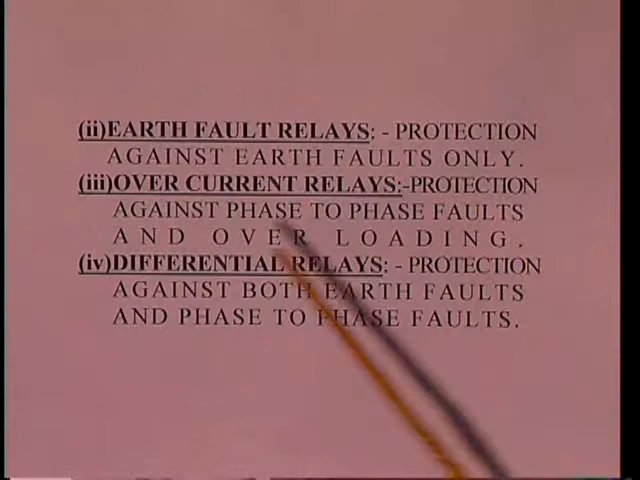 (ii)EARTH FAULT RELAYS: - PROTECTION
AGAINST EARTH FAULTS ONLY.
(iii)OVER CURRENT RELAYS:-PROTECTION
AGAINST PHASE TO PHASE FAULTS
AND OVER LOADING.
(iv)DIFFERENTIAL RELAYS: - PROTECTION
AGAINST BOTH EARTH FAULTS
AND PHASE TO PHASE FAULTS.